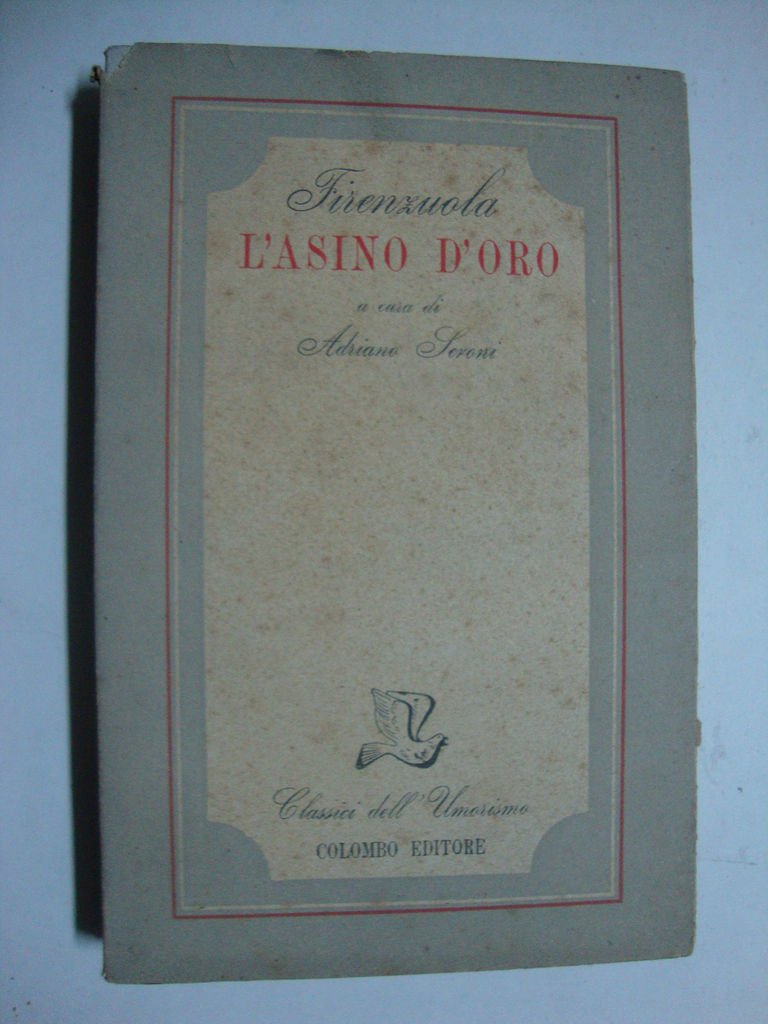 Firenzuola
L'ASINO D'ORO
a cura di
Adriano Seroni
Classici dell'Umorismo
COLOMBO EDITORE